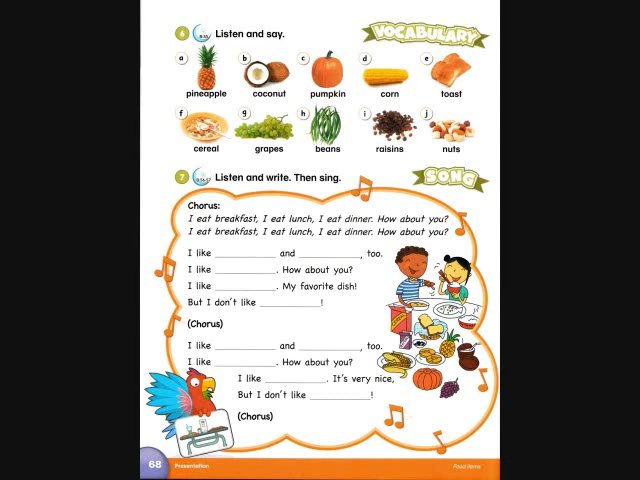 6 Listen and say.
VOCABULARY
a b c d e
pineapple coconut pumpkin corn toast
f g h i j
cereal grapes beans raisins nuts
7 Listen and write. Then sing.
SONG
Chorus:
I eat breakfast, I eat lunch, I eat dinner. How about you?
I eat breakfast, I eat lunch, I eat dinner. How about you?
I like ____________ and ____________, too.
I like ____________. How about you?
I like ____________. My favorite dish!
But I don't like ____________!
(Chorus)
I like ____________ and ____________, too.
I like ____________. How about you?
I like ____________. It's very nice,
But I don't like ____________!
(Chorus)
68 Presentation
Food items